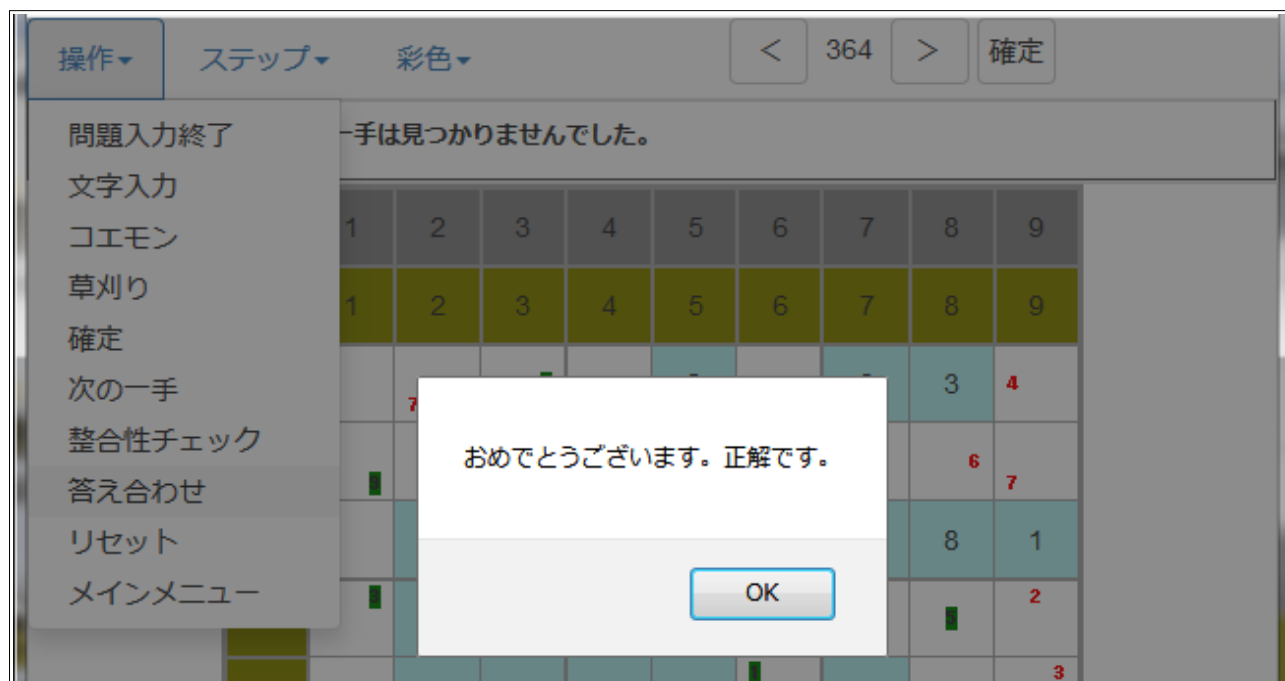 操作 ステップ 彩色 < 364 > 確定
問題入力終了
一手は見つかりませんでした。
文字入力
コエモン
草刈り
確定
次の一手
整合性チェック
答え合わせ
リセット
メインメニュー
1 2 3 4 5 6 7 8 9
1 2 3 4 5 6 7 8 9
7 3 4
9 6 7
8 1
3 5 2
1 3
おめでとうございます。正解です。
OK